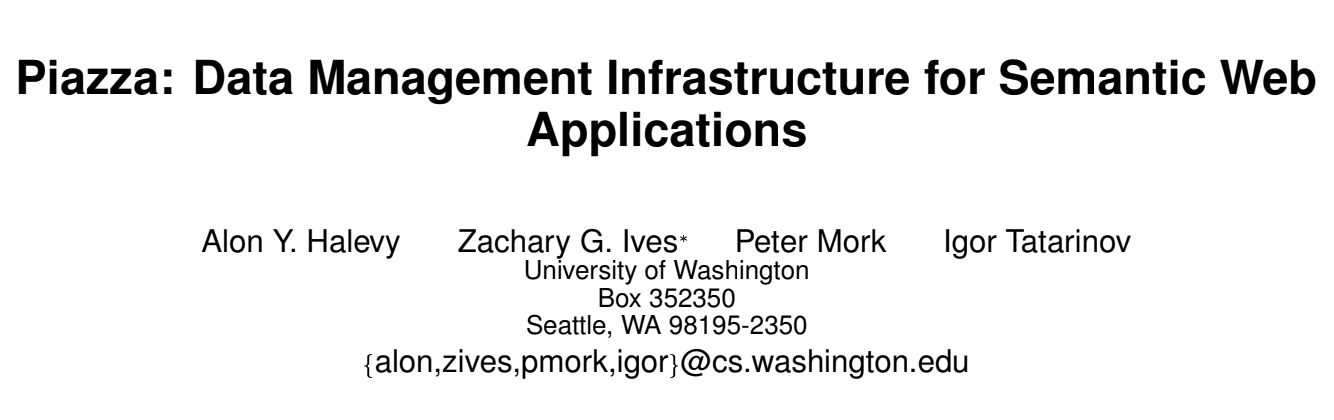 Piazza: Data Management Infrastructure for Semantic Web
Applications
Alon Y. Halevy Zachary G. Ives* Peter Mork Igor Tatarinov
University of Washington
Box 352350
Seattle, WA 98195-2350
{alon,zives,pmork,igor}@cs.washington.edu